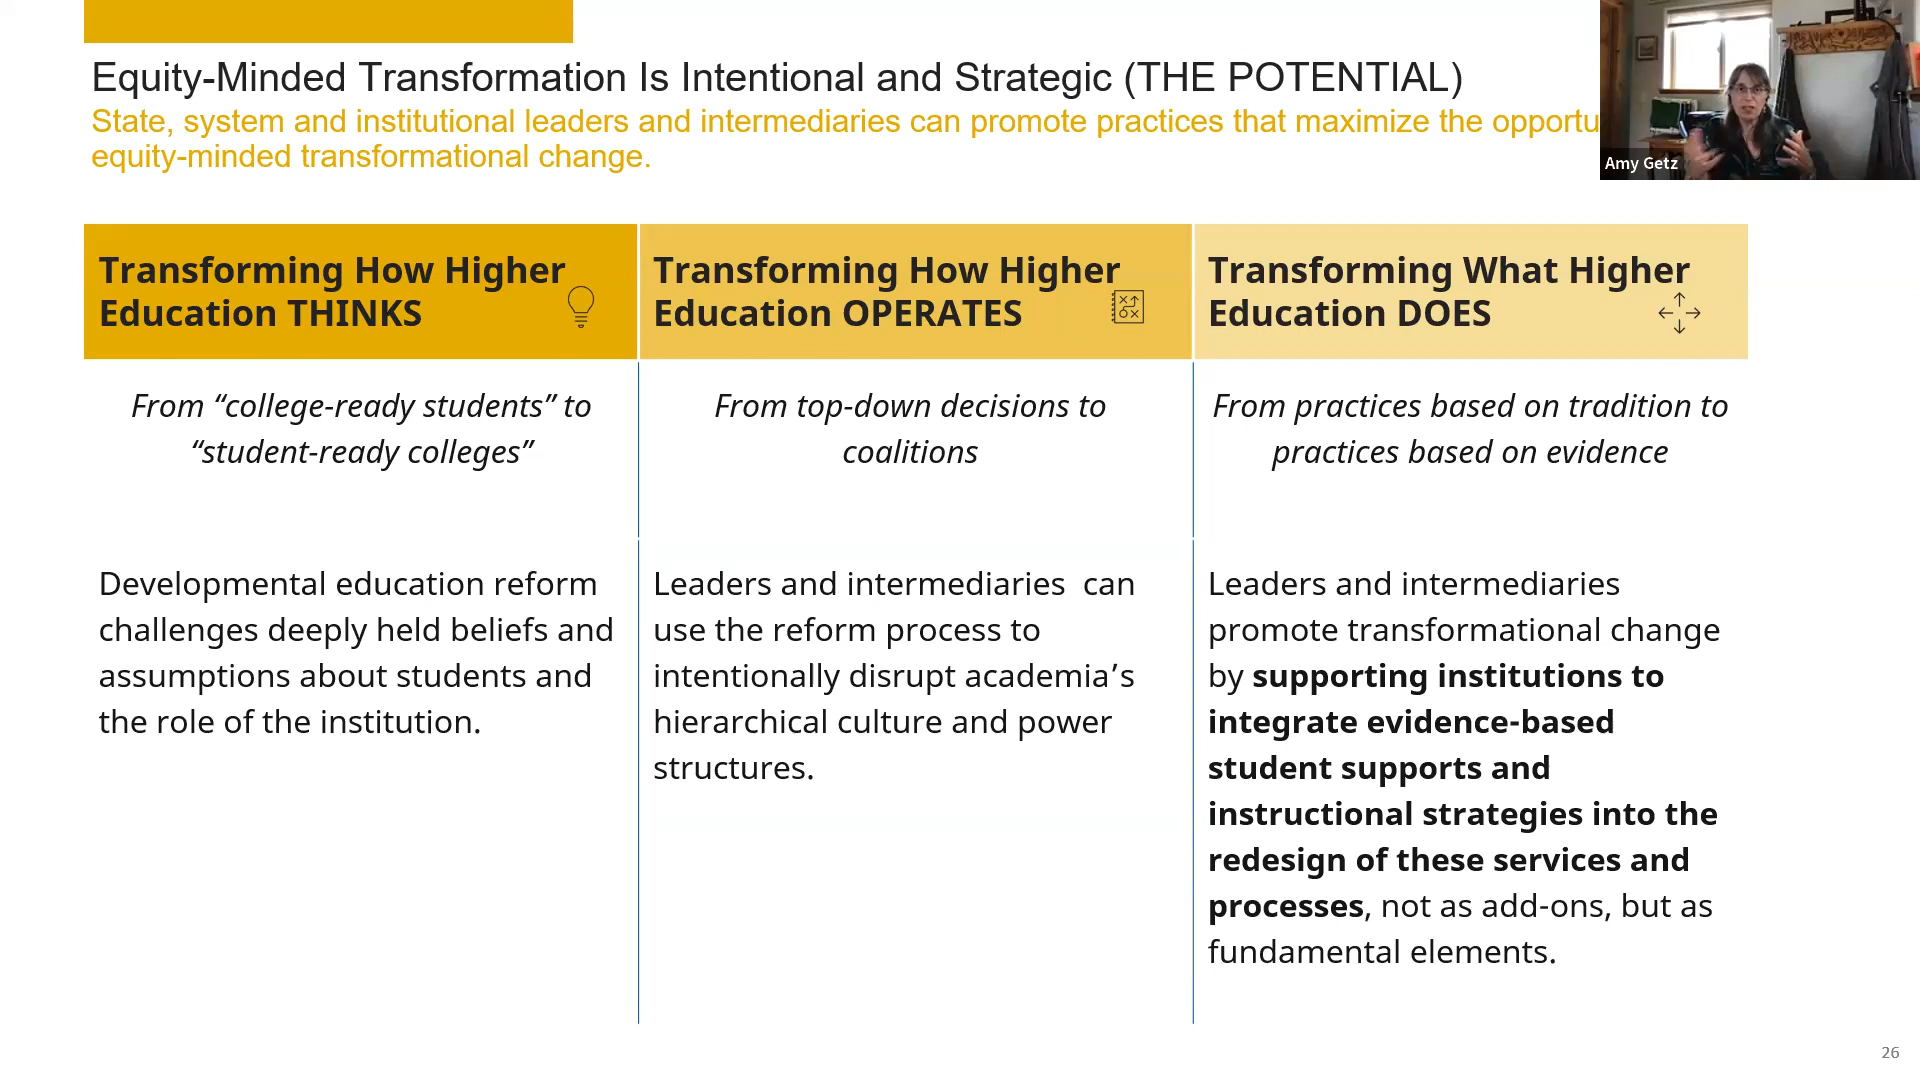 Equity-Minded Transformation Is Intentional and Strategic (THE POTENTIAL)
State, system and institutional leaders and intermediaries can promote practices that maximize the
equity-minded transformational change.
Amy Getz
Transforming How Higher
Education THINKS
Transforming How Higher
Education OPERATES
Transforming What Higher
Education DOES
From “college-ready students” to
“student-ready colleges”
From top-down decisions to
coalitions
From practices based on tradition to
practices based on evidence
Developmental education reform
challenges deeply held beliefs and
assumptions about students and
the role of the institution.
Leaders and intermediaries  can
use the reform process to
intentionally disrupt academia’s
hierarchical culture and power
structures.
Leaders and intermediaries
promote transformational change
by supporting institutions to
integrate evidence-based
student supports and
instructional strategies into the
redesign of these services and
processes, not as add-ons, but as
fundamental elements.
26